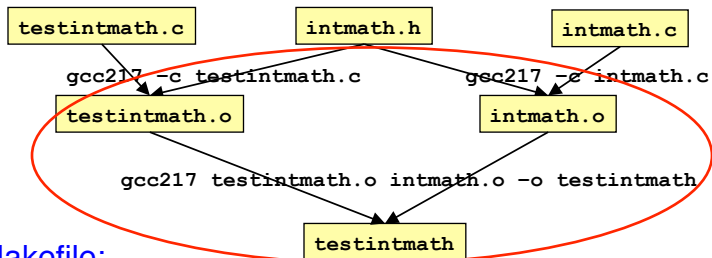 testintmath.c intmath.h intmath.c
gcc217 –c testintmath.c gcc217 –c intmath.c
testintmath.o intmath.o
gcc217 testintmath.o intmath.o –o testintmath
testintmath